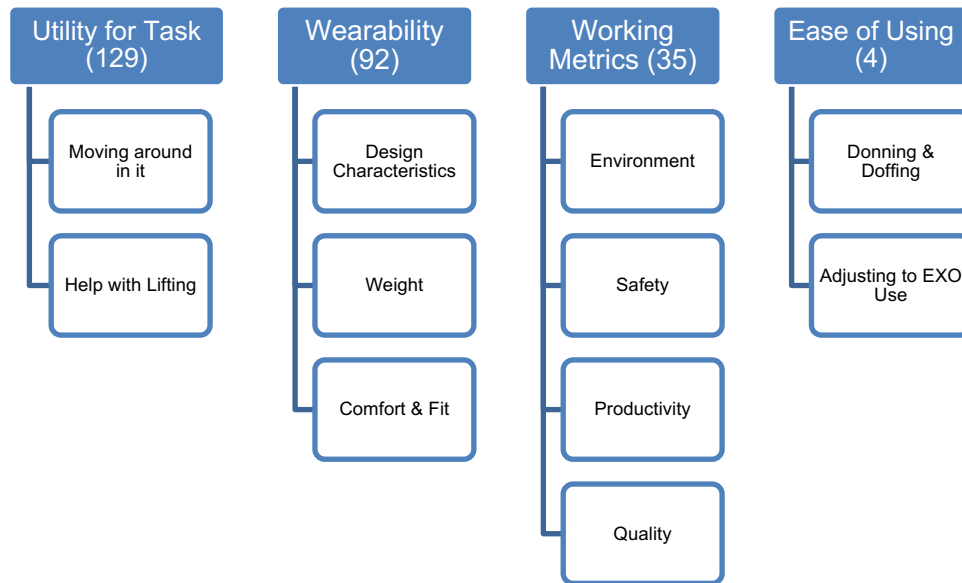 Utility for Task
(129)
Moving around
in it
Help with Lifting
Wearability
(92)
Design
Characteristics
Weight
Comfort & Fit
Working
Metrics (35)
Environment
Safety
Productivity
Quality
Ease of Using
(4)
Donning &
Doffing
Adjusting to EXO
Use